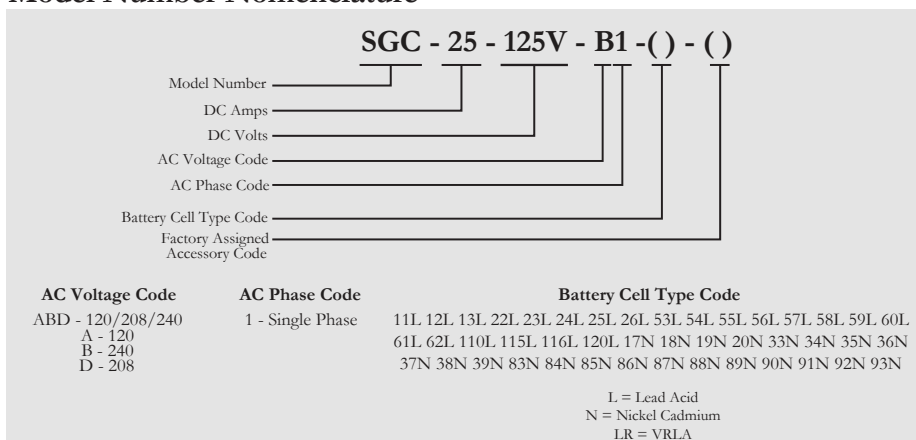 Model Number Nomenclature
SGC - 25 - 125V - B1 -( ) - ( )
Model Number
DC Amps
DC Volts
AC Voltage Code
AC Phase Code
Battery Cell Type Code
Factory Assigned
Accessory Code
AC Voltage Code
ABD - 120/208/240
A - 120
B - 240
D - 208
AC Phase Code
1 - Single Phase
Battery Cell Type Code
11L 12L 13L 22L 23L 24L 25L 26L 53L 54L 55L 56L 57L 58L 59L 60L
61L 62L 110L 115L 116L 120L 17N 18N 19N 20N 33N 34N 35N 36N
37N 38N 39N 83N 84N 85N 86N 87N 88N 89N 90N 91N 92N 93N
L = Lead Acid
N = Nickel Cadmium
LR = VRLA